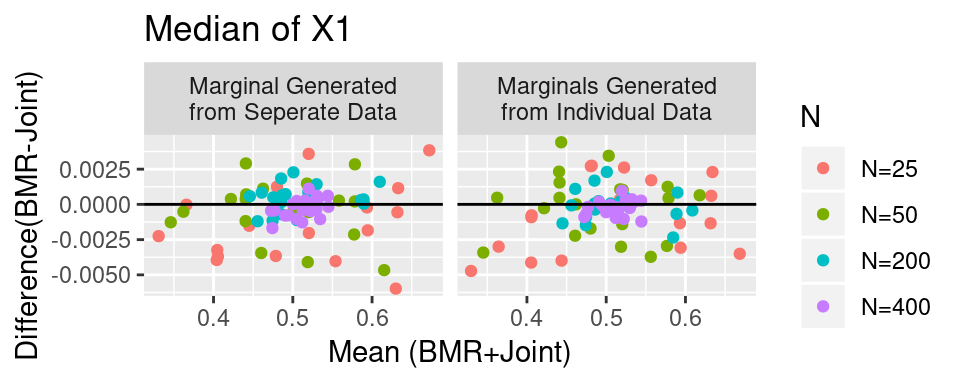 Median of X1
Marginal Generated
from Seperate Data
Marginals Generated
from Individual Data
Difference(BMR-Joint)
0.0025
0.0000
-0.0025
-0.0050
0.4 0.5 0.6
0.4 0.5 0.6
Mean (BMR+Joint)
N
N=25
N=50
N=200
N=400